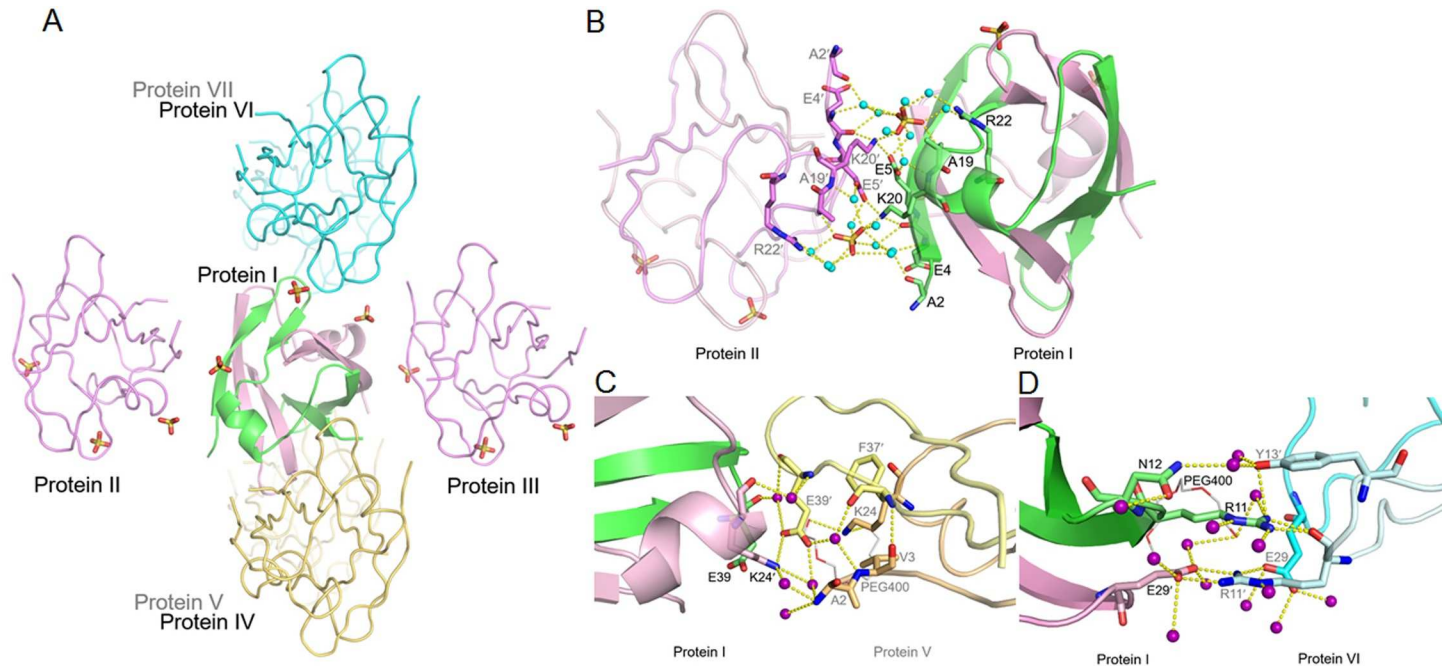 A
Protein VII
Protein VI
Protein I
Protein II
Protein III
Protein V
Protein IV
B
A2′
E4′
R22
K20′
E5
A19
A19′
E5′
K20
R22′
E4
A2
Protein II
Protein I
C
F37′
E39′
K24
V3
E39
K24′
PEG400
A2
Protein I
Protein V
D
N12
Y13′
PEG400
R11
E29
E29′
R11′
Protein I
Protein VI